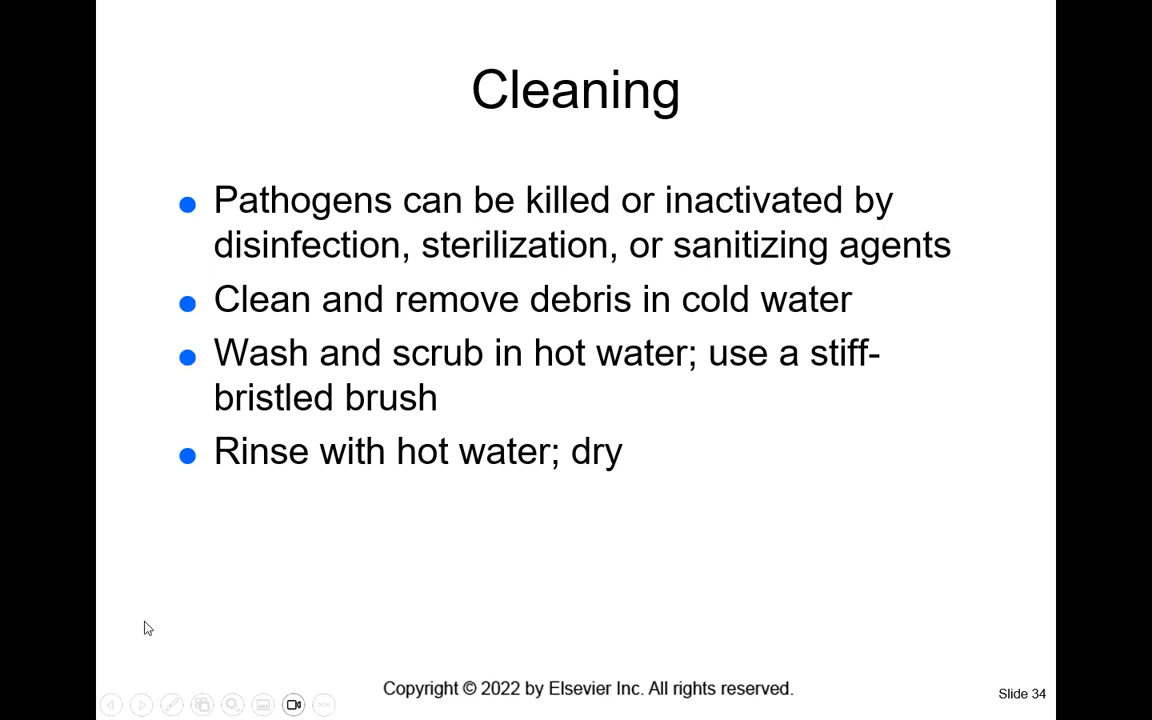 Cleaning
Pathogens can be killed or inactivated by
disinfection, sterilization, or sanitizing agents
Clean and remove debris in cold water
Wash and scrub in hot water; use a stiff-
bristled brush
Rinse with hot water; dry
Copyright © 2022 by Elsevier Inc. All rights reserved.
Slide 34